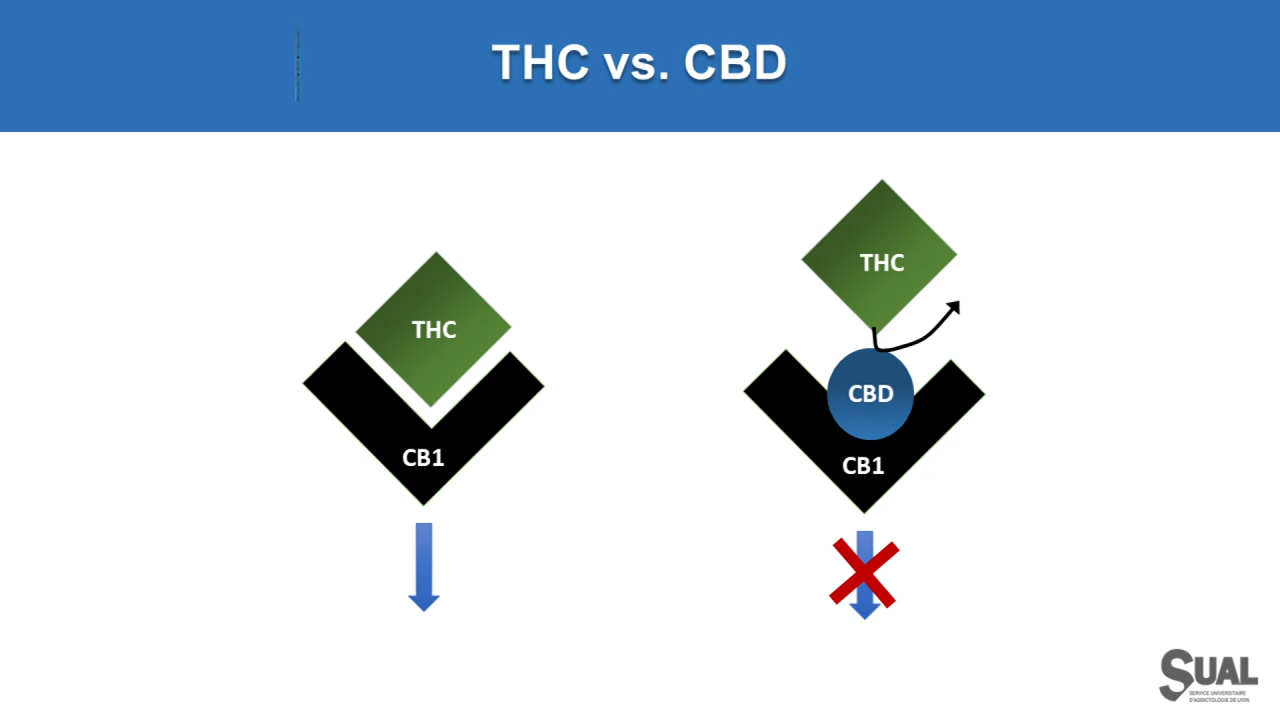 THC vs. CBD
THC
CB1
THC
CBD
CB1
SUAL
SERVICE UNIVERSITAIRE
D'ADDICTOLOGIE DE LYON